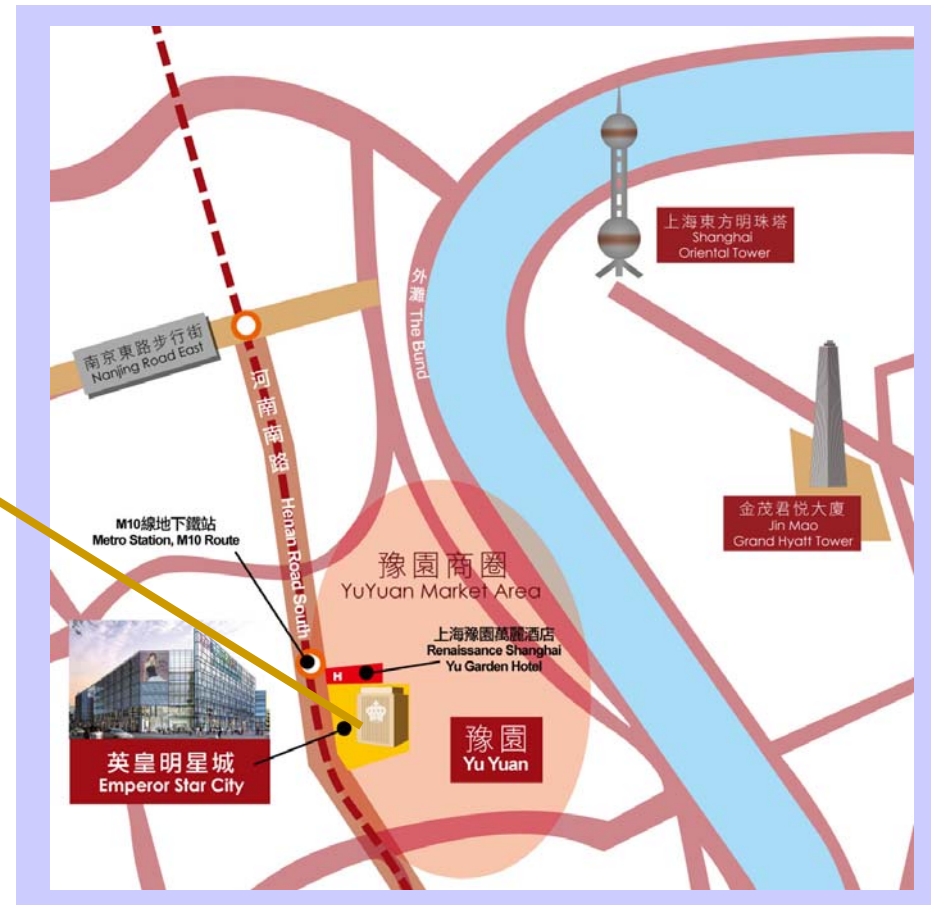 上海東方明珠塔
Shanghai
Oriental Tower
外灘 The Bund
南京東路步行街
Nanjing Road East
河南南路 Henan Road South
金茂君悦大廈
Jin Mao
Grand Hyatt Tower
M10線地下鐵站
Metro Station, M10 Route
豫園商圈
YuYuan Market Area
上海豫園萬麗酒店
Renaissance Shanghai
Yu Garden Hotel
H
豫園
Yu Yuan
英皇明星城
Emperor Star City